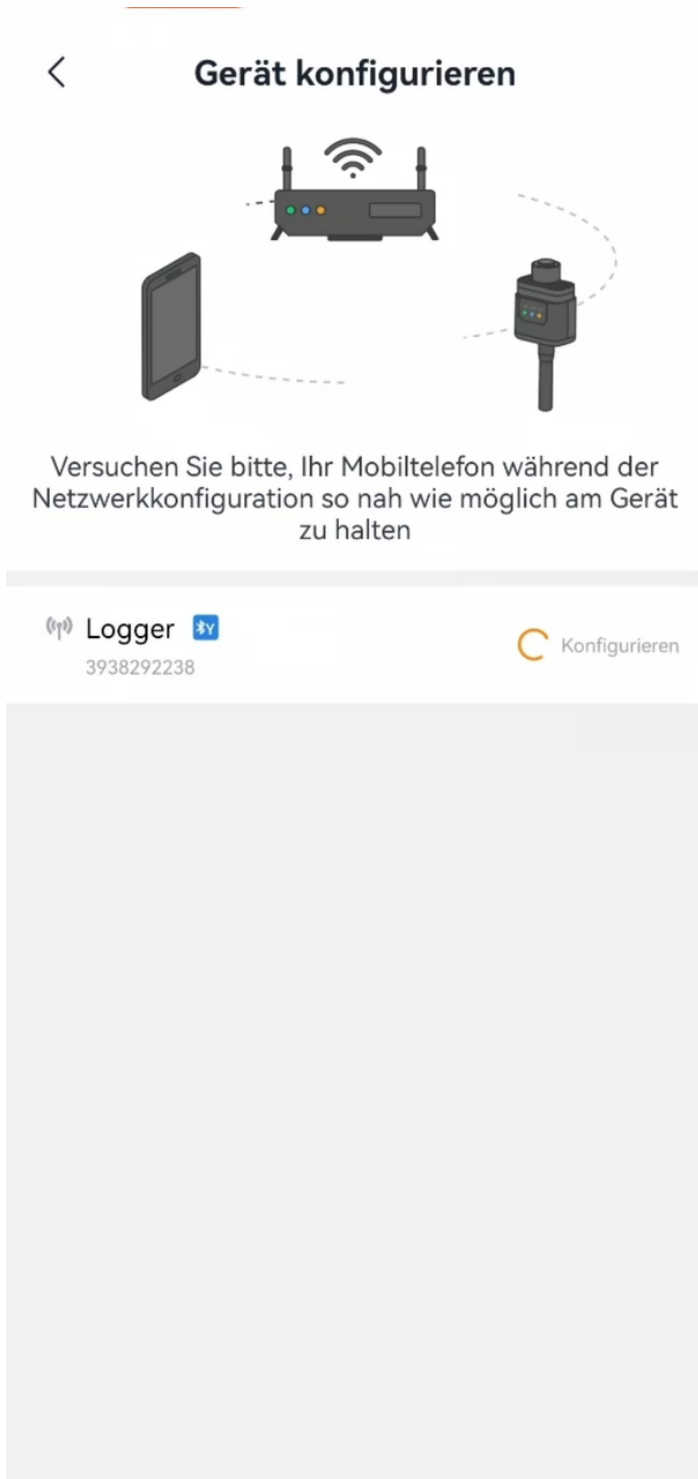 Gerät konfigurieren
Versuchen Sie bitte, Ihr Mobiltelefon während der
Netzwerkkonfiguration so nah wie möglich am Gerät
zu halten
Logger Y
Konfigurieren
3938292238